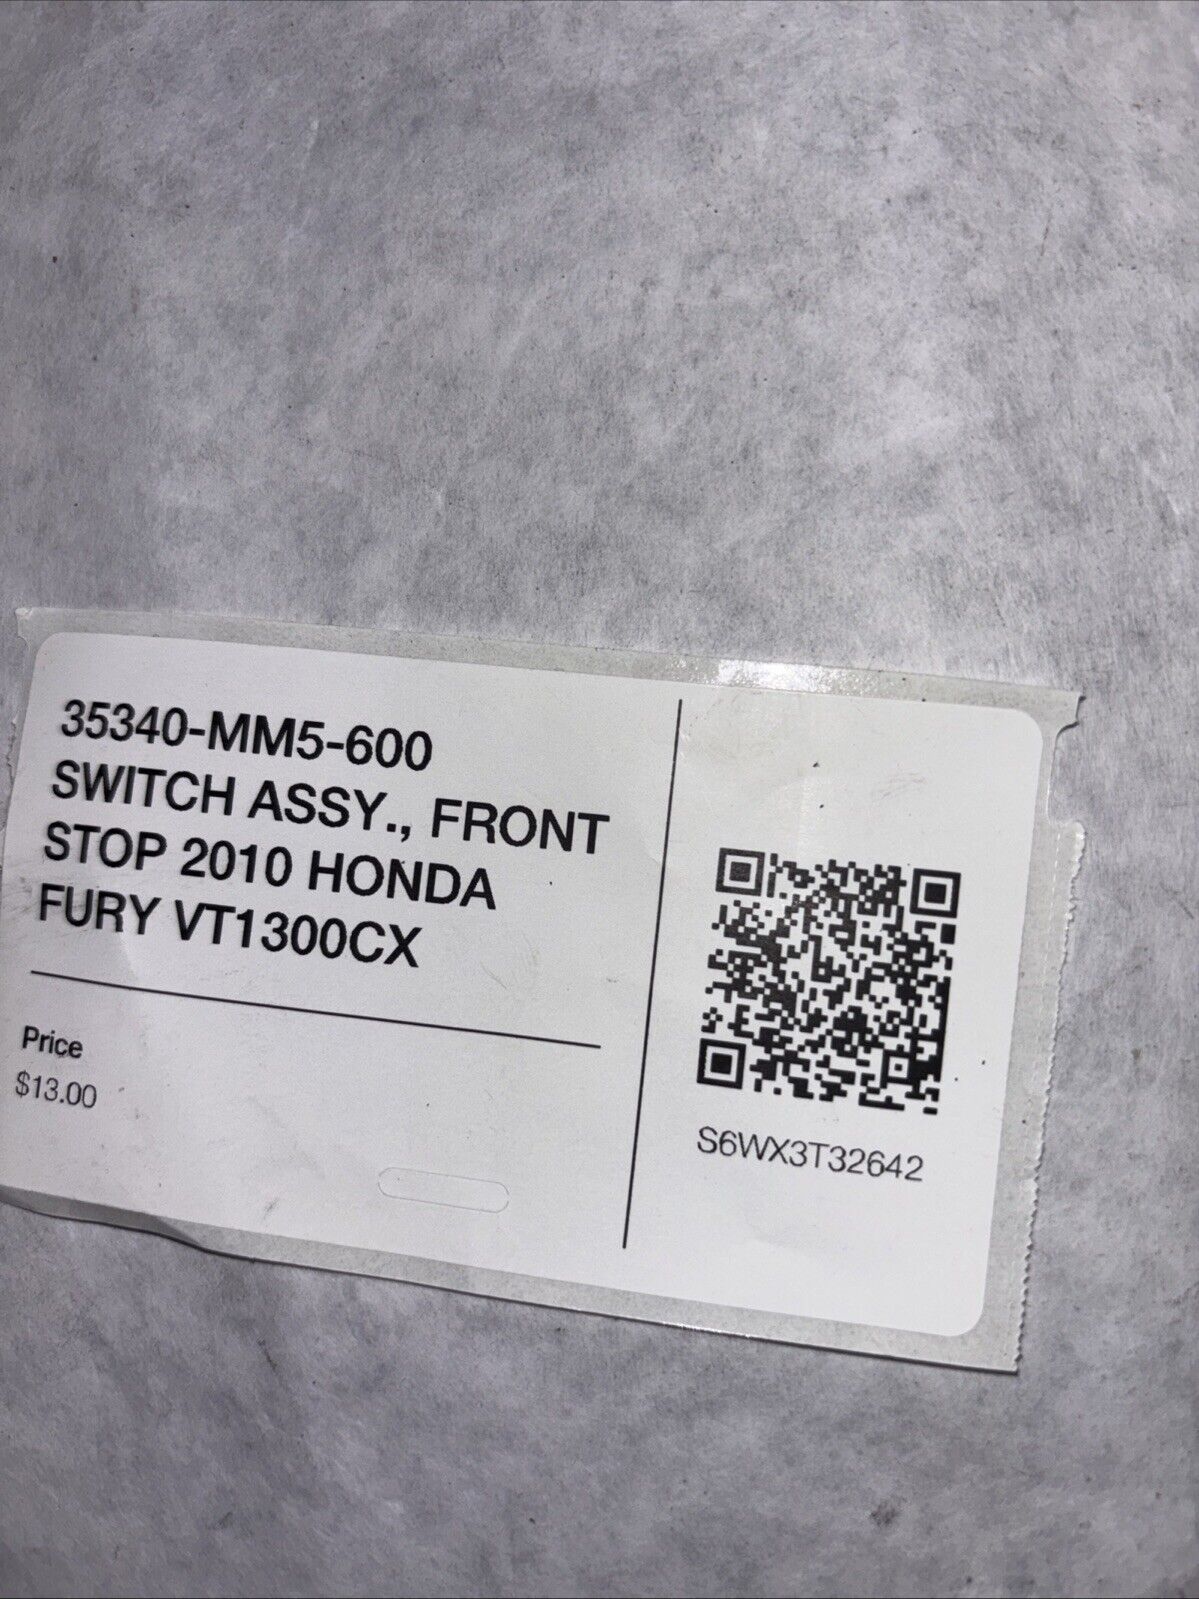 35340-MM5-600
SWITCH ASSY., FRONT
STOP 2010 HONDA
FURY VT1300CX
Price
$13.00
S6WX3T32642